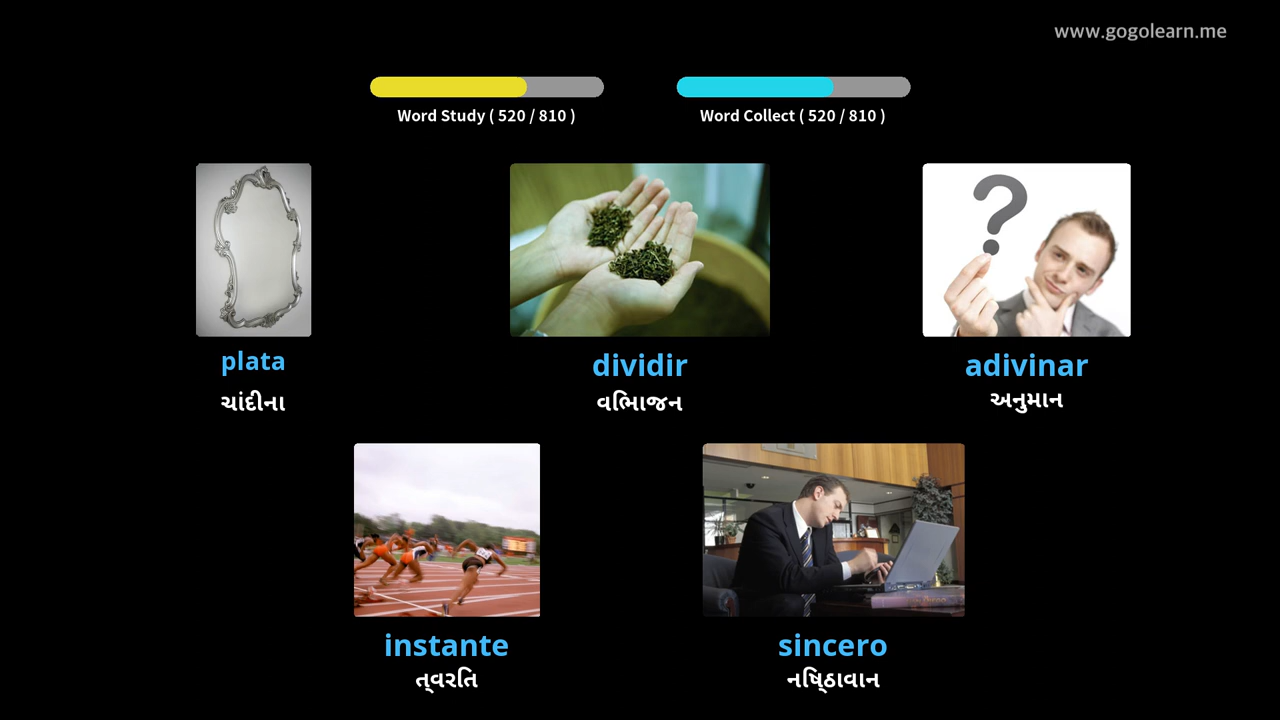 www.gogolearn.me
Word Study ( 520 / 810 )
Word Collect ( 520 / 810 )
plata
dividir
adivinar
ચાંદીના
વિભાજન
અનુમાન
instante
sincero
ત્વરિત
નિષ્ઠાવાન